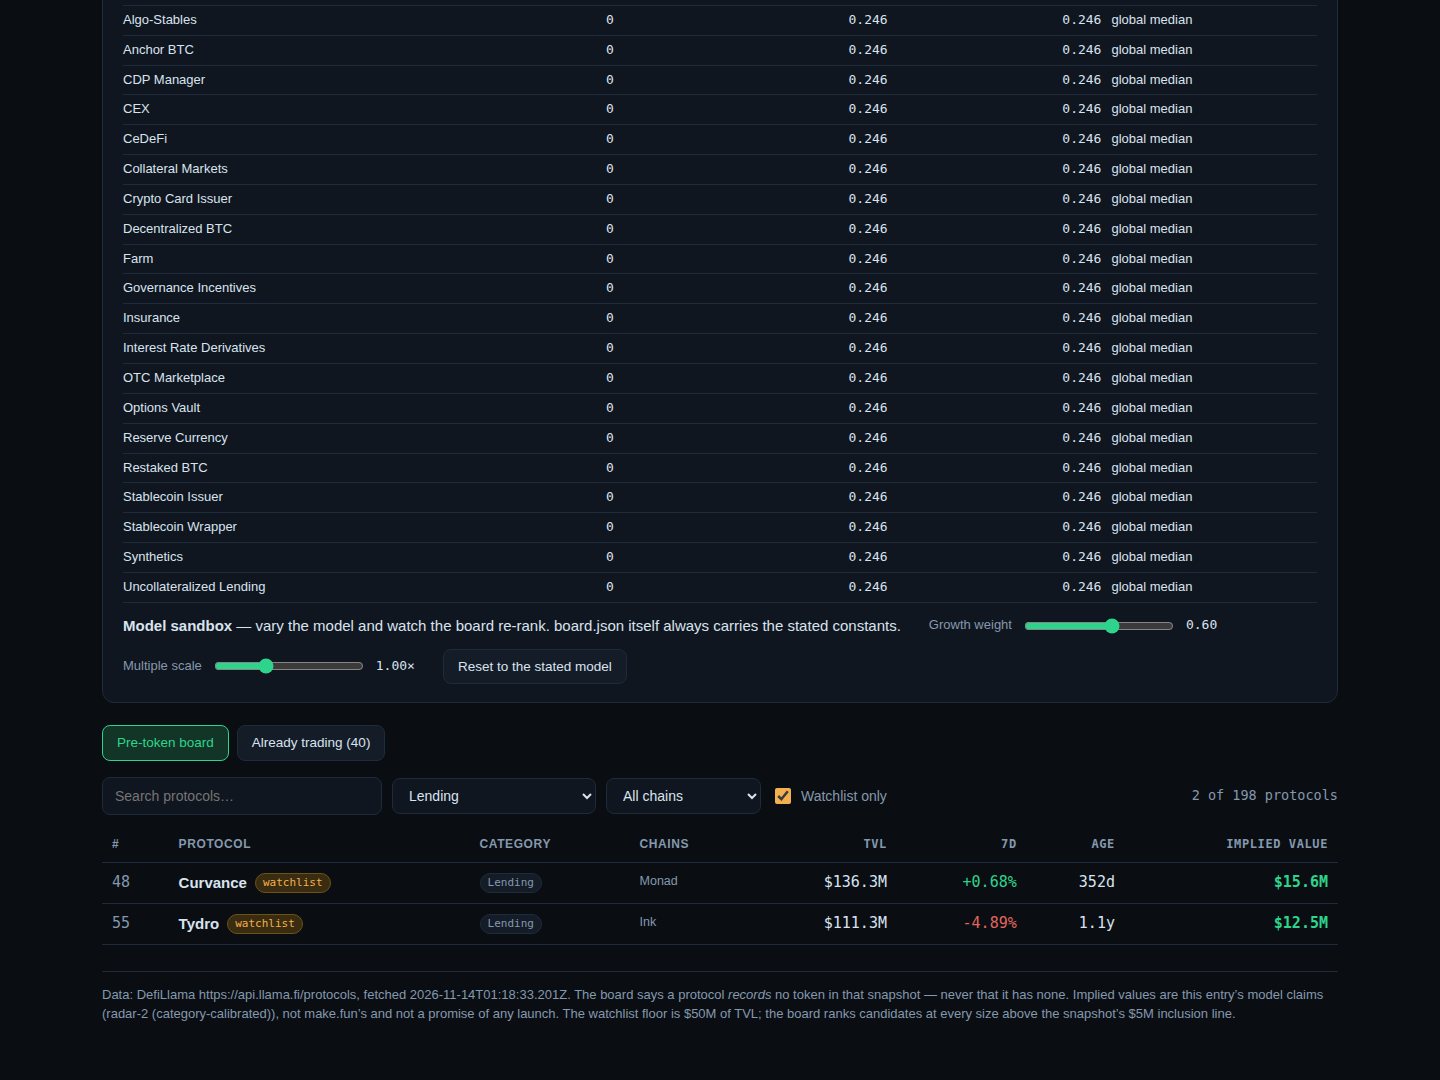 Algo-Stables 0 0.246 0.246 global median
Anchor BTC 0 0.246 0.246 global median
CDP Manager 0 0.246 0.246 global median
CEX 0 0.246 0.246 global median
CeDeFi 0 0.246 0.246 global median
Collateral Markets 0 0.246 0.246 global median
Crypto Card Issuer 0 0.246 0.246 global median
Decentralized BTC 0 0.246 0.246 global median
Farm 0 0.246 0.246 global median
Governance Incentives 0 0.246 0.246 global median
Insurance 0 0.246 0.246 global median
Interest Rate Derivatives 0 0.246 0.246 global median
OTC Marketplace 0 0.246 0.246 global median
Options Vault 0 0.246 0.246 global median
Reserve Currency 0 0.246 0.246 global median
Restaked BTC 0 0.246 0.246 global median
Stablecoin Issuer 0 0.246 0.246 global median
Stablecoin Wrapper 0 0.246 0.246 global median
Synthetics 0 0.246 0.246 global median
Uncollateralized Lending 0 0.246 0.246 global median
Model sandbox — vary the model and watch the board re-rank. board.json itself always carries the stated constants. Growth weight 0.60
Multiple scale 1.00× Reset to the stated model
Pre-token board Already trading (40)
Search protocols… Lending All chains Watchlist only 2 of 198 protocols
# PROTOCOL CATEGORY CHAINS TVL 7D AGE IMPLIED VALUE
48 Curvance watchlist Lending Monad $136.3M +0.68% 352d $15.6M
55 Tydro watchlist Lending Ink $111.3M -4.89% 1.1y $12.5M
Data: DefiLlama https://api.llama.fi/protocols, fetched 2026-11-14T01:18:33.201Z. The board says a protocol records no token in that snapshot — never that it has none. Implied values are this entry's model claims
(radar-2 (category-calibrated)), not make.fun's and not a promise of any launch. The watchlist floor is $50M of TVL; the board ranks candidates at every size above the snapshot's $5M inclusion line.